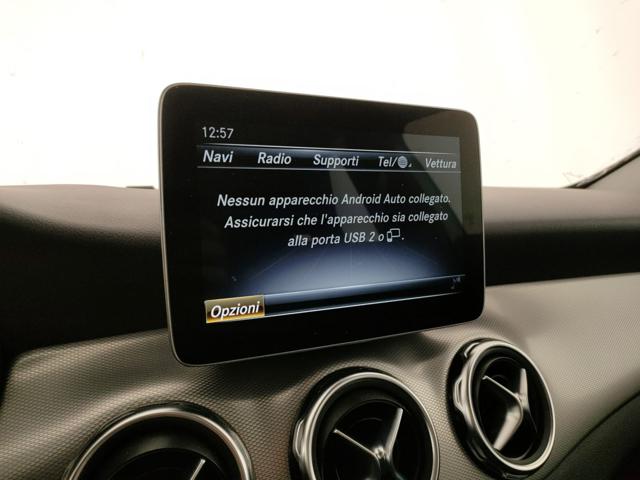 12:57
Navi Radio Supporti Tel/ . Vettura
Nessun apparecchio Android Auto collegato.
Assicurarsi che l'apparecchio sia collegato
alla porta USB 2 o .
Opzioni